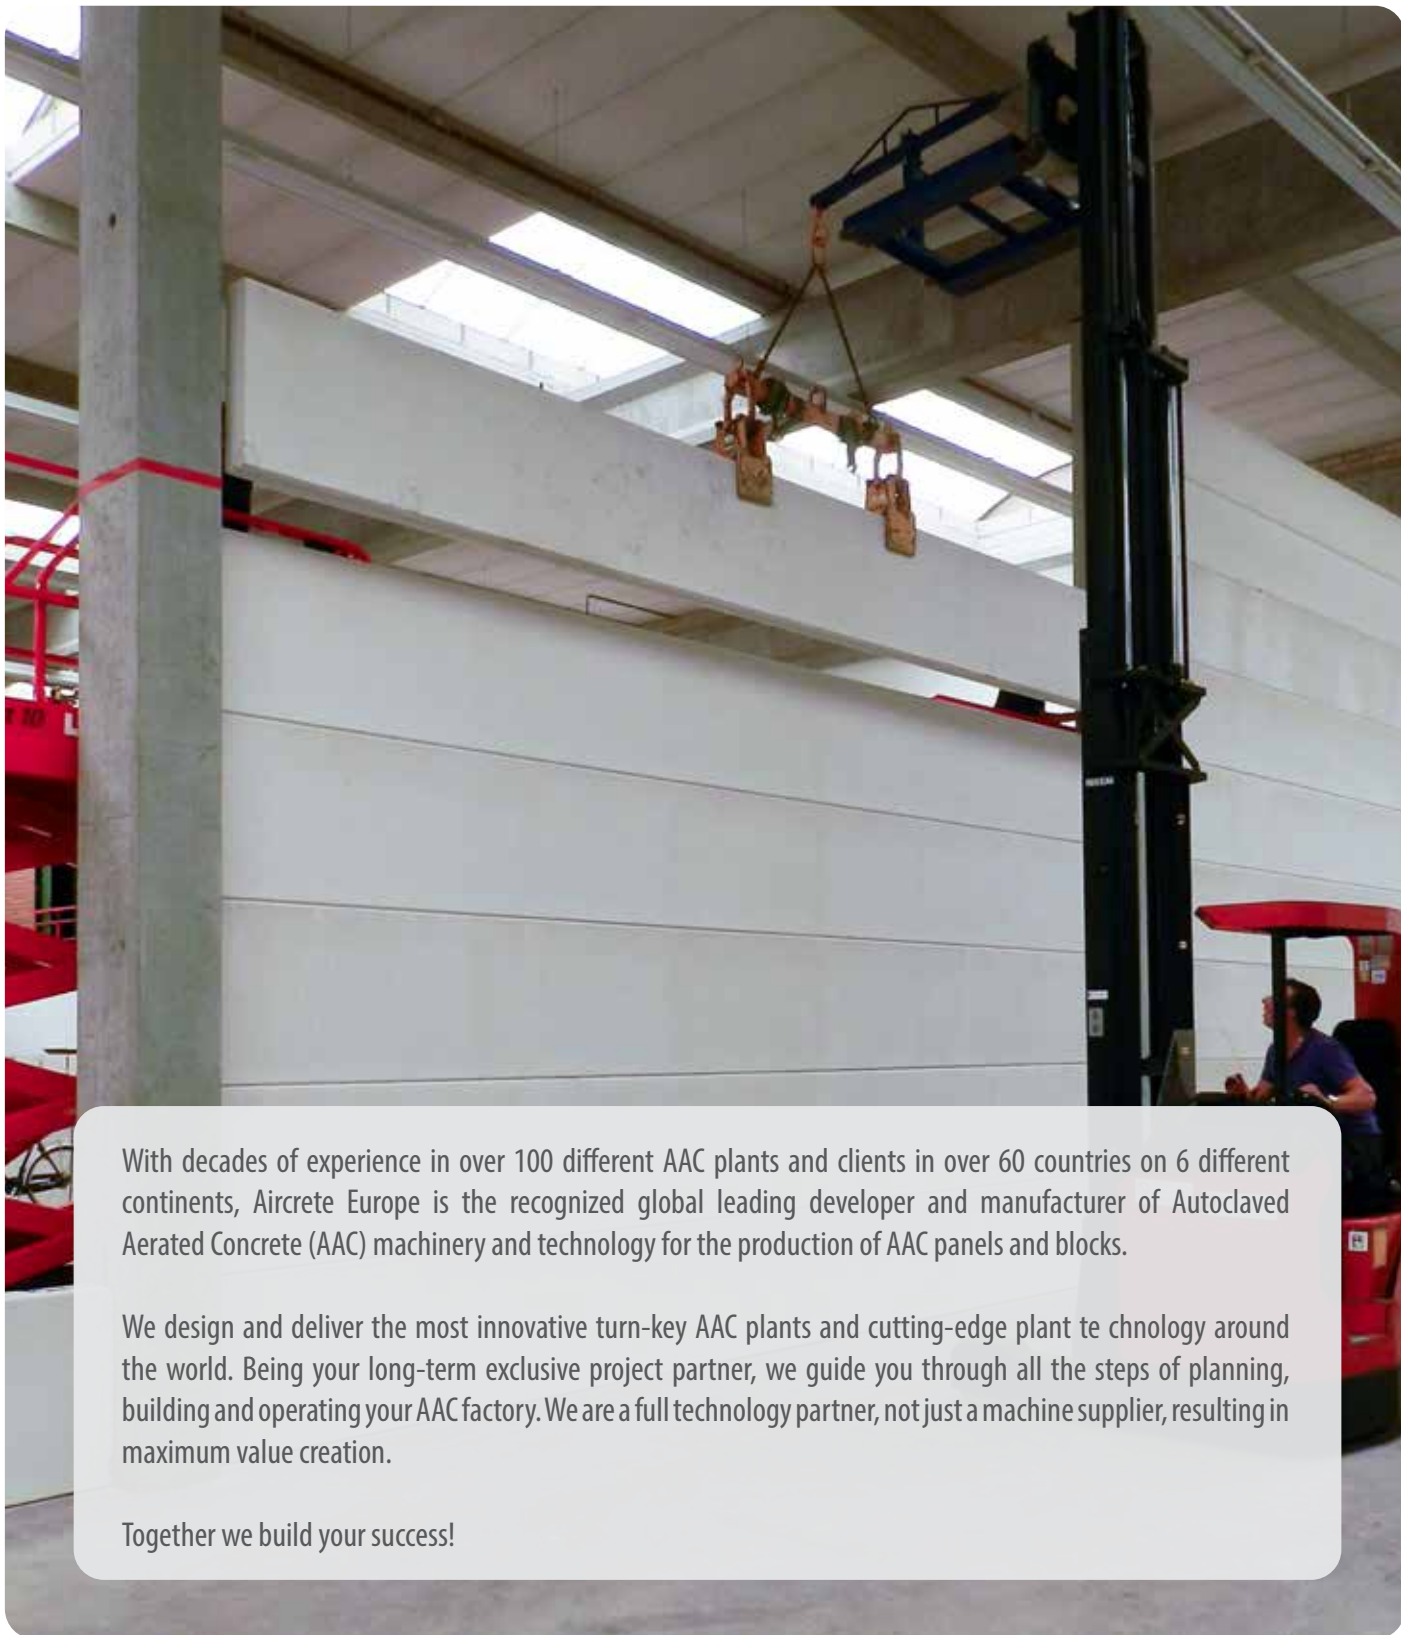 10
With decades of experience in over 100 different AAC plants and clients in over 60 countries on 6 different
continents, Aircrete Europe is the recognized global leading developer and manufacturer of Autoclaved
Aerated Concrete (AAC) machinery and technology for the production of AAC panels and blocks.
We design and deliver the most innovative turn-key AAC plants and cutting-edge plant te chnology around
the world. Being your long-term exclusive project partner, we guide you through all the steps of planning,
building and operating your AAC factory. We are a full technology partner, not just a machine supplier, resulting in
maximum value creation.
Together we build your success!